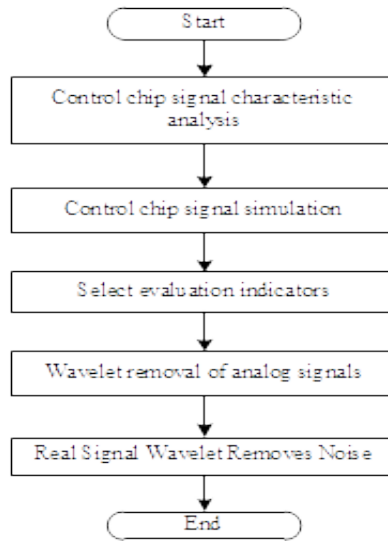 Start
Control chip signal characteristic
analysis
Control chip signal simulation
Select evaluation indicators
Wavelet removal of analog signals
Real Signal Wavelet Removes Noise
End